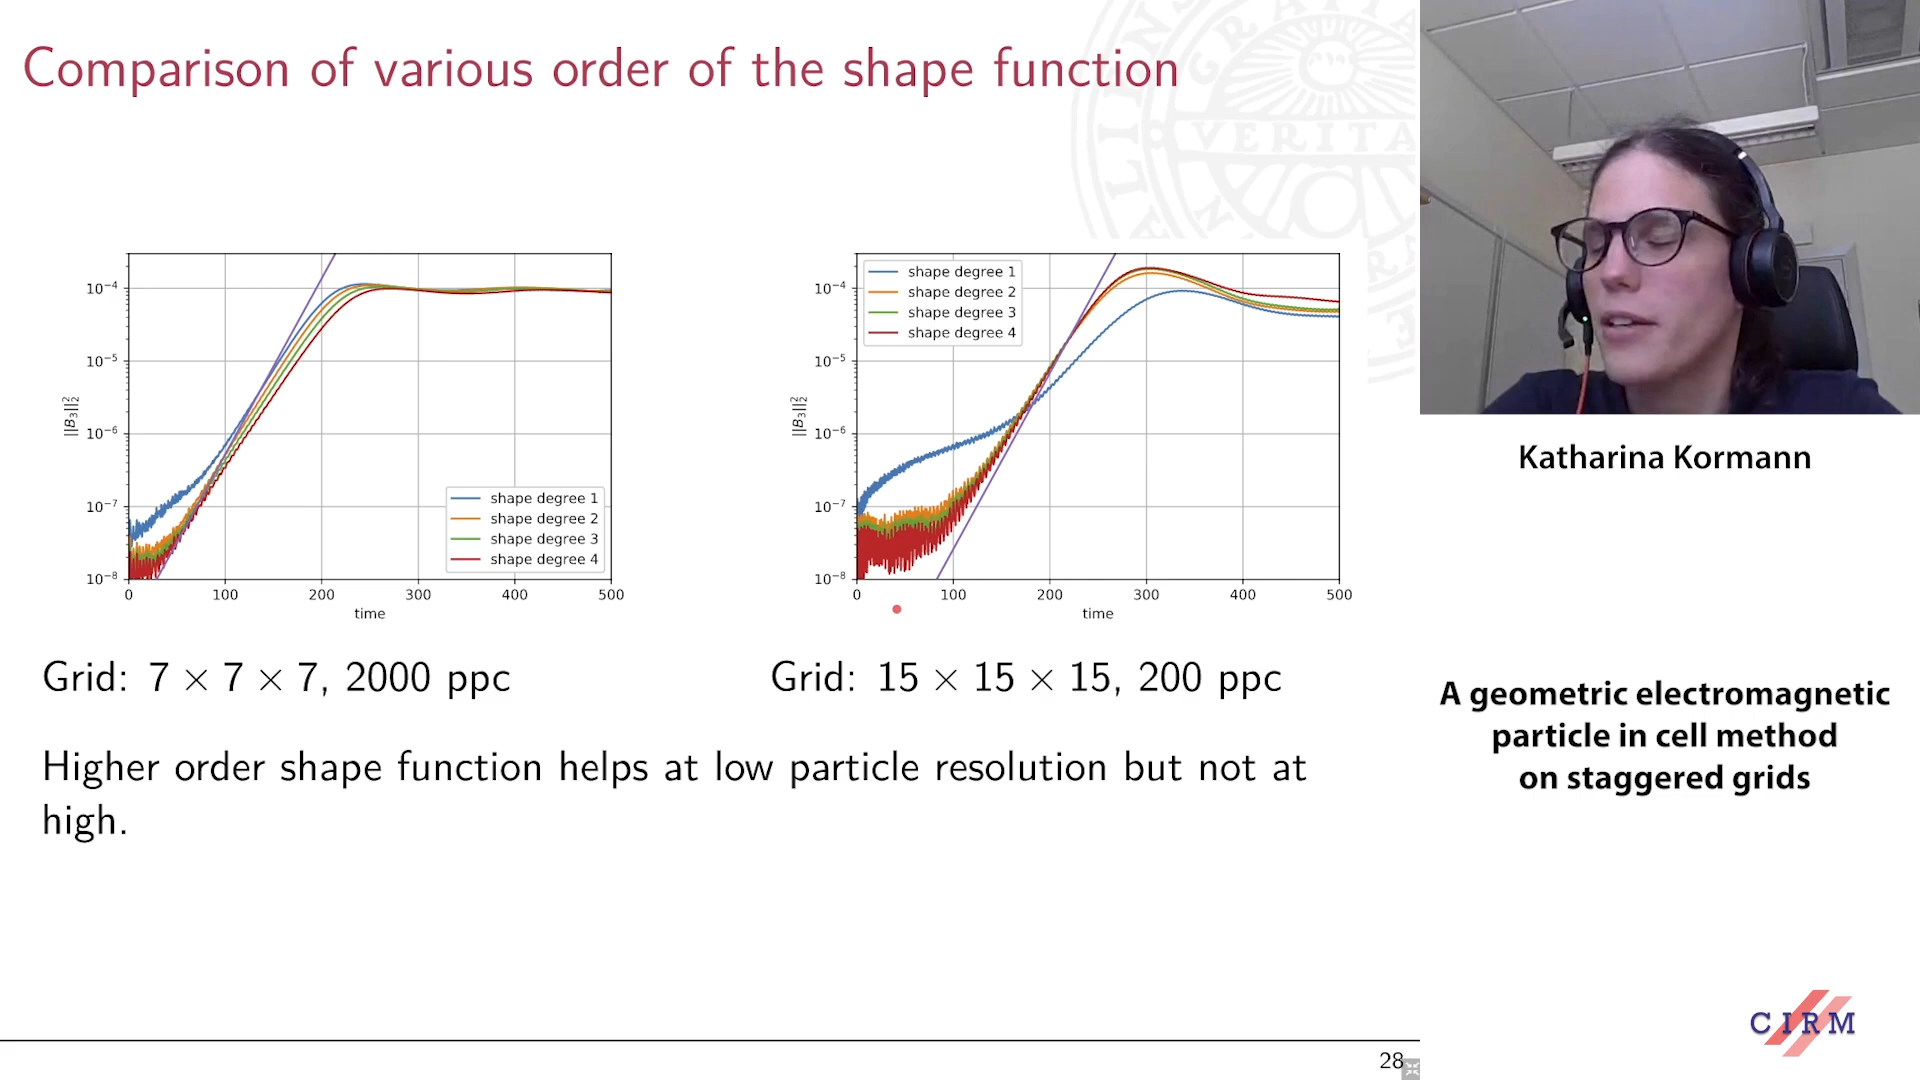 Comparison of various order of the shape function
VERITA
10⁻⁴
10⁻⁵
10⁻⁶
10⁻⁷
10⁻⁸
||B₃||₂²
0 100 200 300 400 500
time
shape degree 1
shape degree 2
shape degree 3
shape degree 4
10⁻⁴
10⁻⁵
10⁻⁶
10⁻⁷
10⁻⁸
||B₃||₂²
0 100 200 300 400 500
time
shape degree 1
shape degree 2
shape degree 3
shape degree 4
Grid: 7 × 7 × 7, 2000 ppc
Grid: 15 × 15 × 15, 200 ppc
Higher order shape function helps at low particle resolution but not at
high.
28
Katharina Kormann
A geometric electromagnetic
particle in cell method
on staggered grids
CIRM